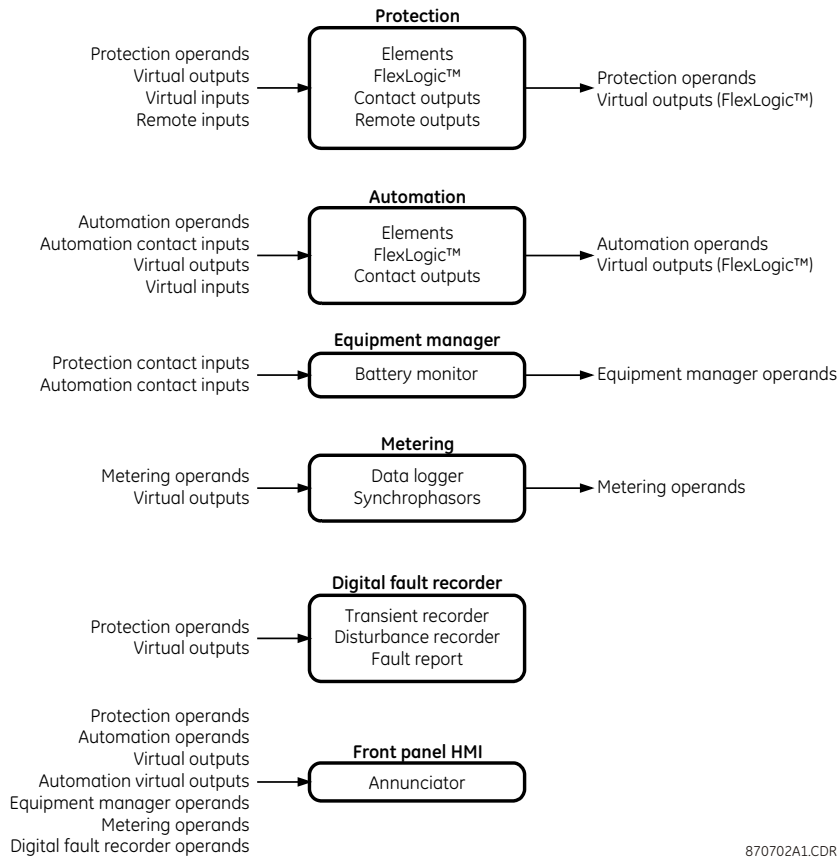 Protection
Protection operands
Virtual outputs
Virtual inputs
Remote inputs
Elements
FlexLogic™
Contact outputs
Remote outputs
Protection operands
Virtual outputs (FlexLogic™)
Automation
Automation operands
Automation contact inputs
Virtual outputs
Virtual inputs
Elements
FlexLogic™
Contact outputs
Automation operands
Virtual outputs (FlexLogic™)
Equipment manager
Protection contact inputs
Automation contact inputs
Battery monitor
Equipment manager operands
Metering
Metering operands
Virtual outputs
Data logger
Synchrophasors
Metering operands
Digital fault recorder
Protection operands
Virtual outputs
Transient recorder
Disturbance recorder
Fault report
Front panel HMI
Protection operands
Automation operands
Virtual outputs
Automation virtual outputs
Equipment manager operands
Metering operands
Digital fault recorder operands
Annunciator
870702A1.CDR